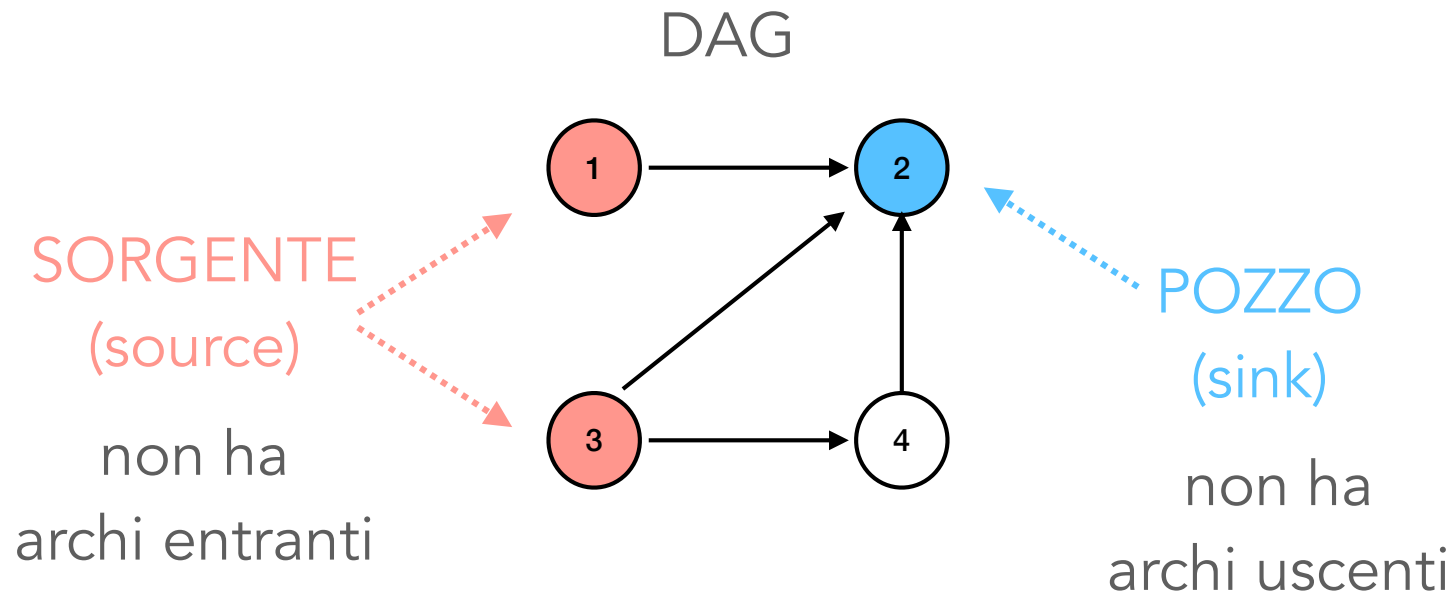 DAG
1
2
SORGENTE
(source)
non ha
archi entranti
3
4
POZZO
(sink)
non ha
archi uscenti